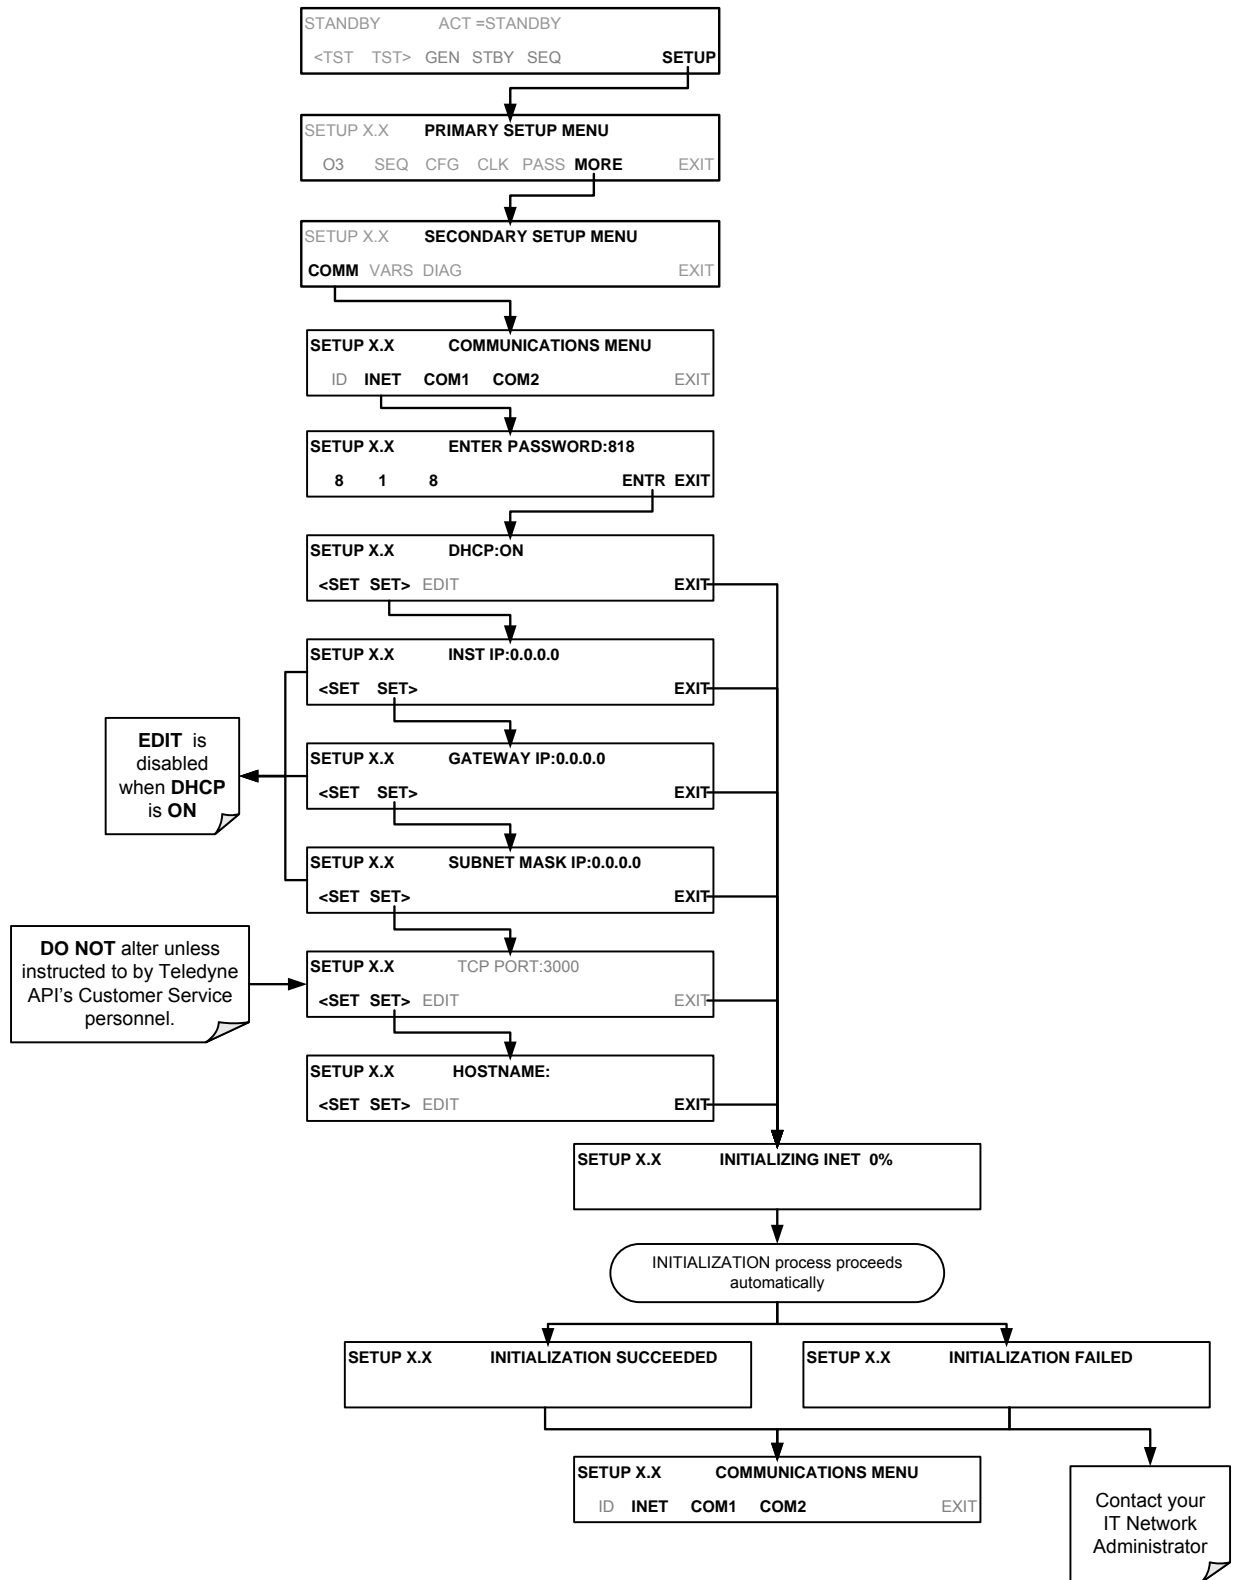 STANDBY ACT =STANDBY
<TST TST> GEN STBY SEQ SETUP
SETUP X.X PRIMARY SETUP MENU
O3 SEQ CFG CLK PASS MORE EXIT
SETUP X.X SECONDARY SETUP MENU
COMM VARS DIAG EXIT
SETUP X.X COMMUNICATIONS MENU
ID INET COM1 COM2 EXIT
SETUP X.X ENTER PASSWORD:818
8 1 8 ENTR EXIT
SETUP X.X DHCP:ON
<SET SET> EDIT EXIT
SETUP X.X INST IP:0.0.0.0
<SET SET> EXIT
EDIT is
disabled
when DHCP
is ON
SETUP X.X GATEWAY IP:0.0.0.0
<SET SET> EXIT
SETUP X.X SUBNET MASK IP:0.0.0.0
<SET SET> EXIT
DO NOT alter unless
instructed to by Teledyne
API's Customer Service
personnel.
SETUP X.X TCP PORT:3000
<SET SET> EDIT EXIT
SETUP X.X HOSTNAME:
<SET SET> EDIT EXIT
SETUP X.X INITIALIZING INET 0%
INITIALIZATION process proceeds
automatically
SETUP X.X INITIALIZATION SUCCEEDED
SETUP X.X INITIALIZATION FAILED
SETUP X.X COMMUNICATIONS MENU
ID INET COM1 COM2 EXIT
Contact your
IT Network
Administrator